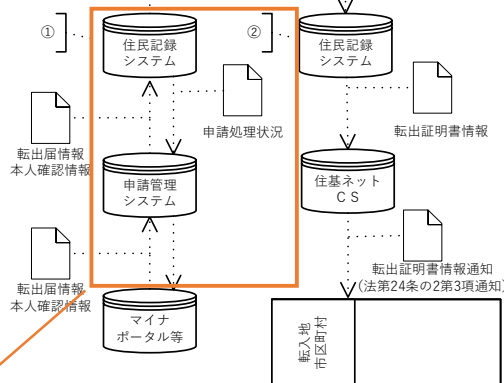 ①
住民記録
システム
②
住民記録
システム
転出届情報
本人確認情報
申請処理状況
転出証明書情報
申請管理
システム
住基ネット
ＣＳ
転出届情報
本人確認情報
転出証明書情報通知
(法第24条の2第3項通知)
マイナ
ポータル等
転入地
市区町村